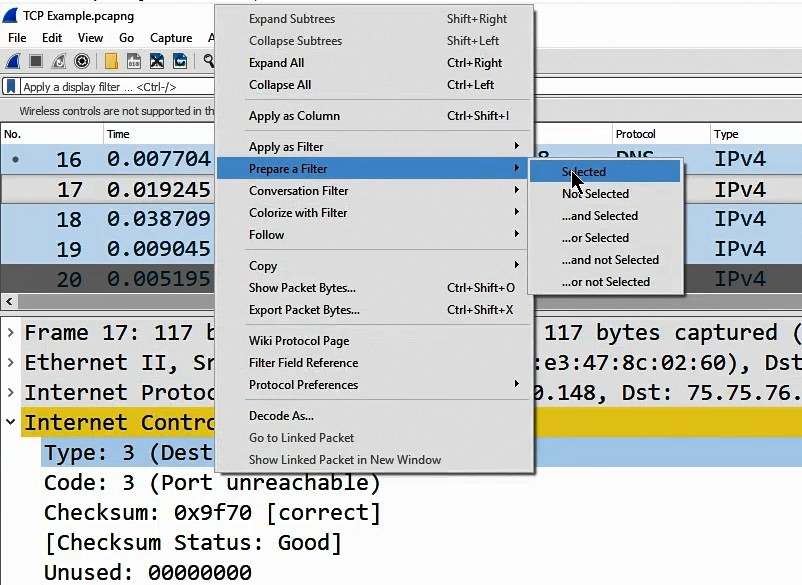 TCP Example.pcapng
File Edit View Go Capture
Apply a display filter ... <Ctrl-/>
Wireless controls are not supported in th
No. Time Protocol Type
16 0.007704 8 DNS IPv4
17 0.019245 IPv4
18 0.038709 IPv4
19 0.009045 IPv4
20 0.005195 IPv4
Expand Subtrees Shift+Right
Collapse Subtrees Shift+Left
Expand All Ctrl+Right
Collapse All Ctrl+Left
Apply as Column Ctrl+Shift+I
Apply as Filter
Prepare a Filter
Conversation Filter
Colorize with Filter
Follow
Copy
Show Packet Bytes... Ctrl+Shift+O
Export Packet Bytes... Ctrl+Shift+X
Wiki Protocol Page
Filter Field Reference
Protocol Preferences
Decode As...
Go to Linked Packet
Show Linked Packet in New Window
Selected
Not Selected
...and Selected
...or Selected
...and not Selected
...or not Selected
Frame 17: 117 b 117 bytes captured (
Ethernet II, Sr :e3:47:8c:02:60), Dst
Internet Protoc 0.148, Dst: 75.75.76.
Internet Contro
Type: 3 (Dest
Code: 3 (Port unreachable)
Checksum: 0x9f70 [correct]
[Checksum Status: Good]
Unused: 00000000